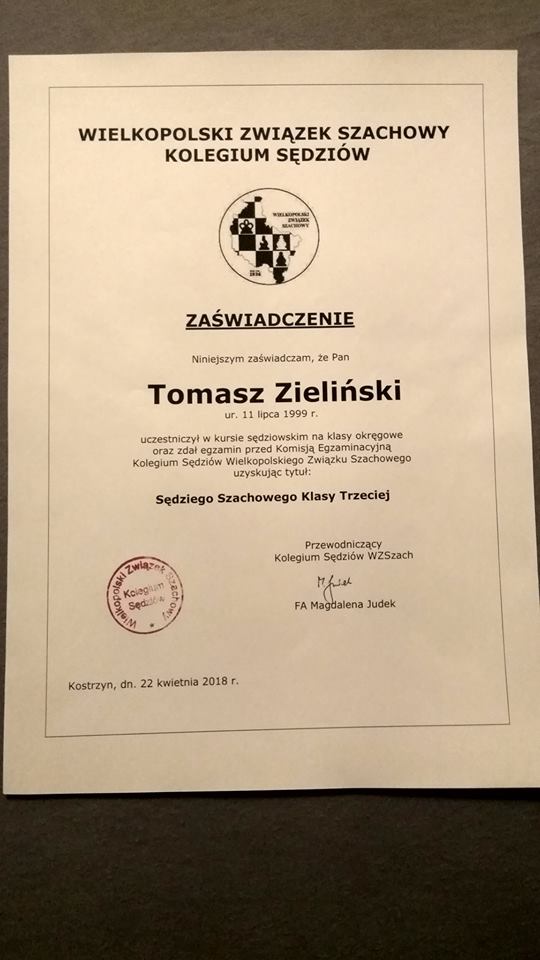 WIELKOPOLSKI ZWIĄZEK SZACHOWY
KOLEGIUM SĘDZIÓW
WIELKOPOLSKI
ZWIĄZEK
SZACHOWY
ZAŚWIADCZENIE
Niniejszym zaświadczam, że Pan
Tomasz Zieliński
ur. 11 lipca 1999 r.
uczestniczył w kursie sędziowskim na klasy okręgowe
oraz zdał egzamin przed Komisją Egzaminacyjną
Kolegium Sędziów Wielkopolskiego Związku Szachowego
uzyskując tytuł:
Sędziego Szachowego Klasy Trzeciej
Przewodniczący
Kolegium Sędziów WZSzach
FA Magdalena Judek
Wielkopolski Związek Szachowy
Kolegium
Sędziów
Kostrzyn, dn. 22 kwietnia 2018 r.